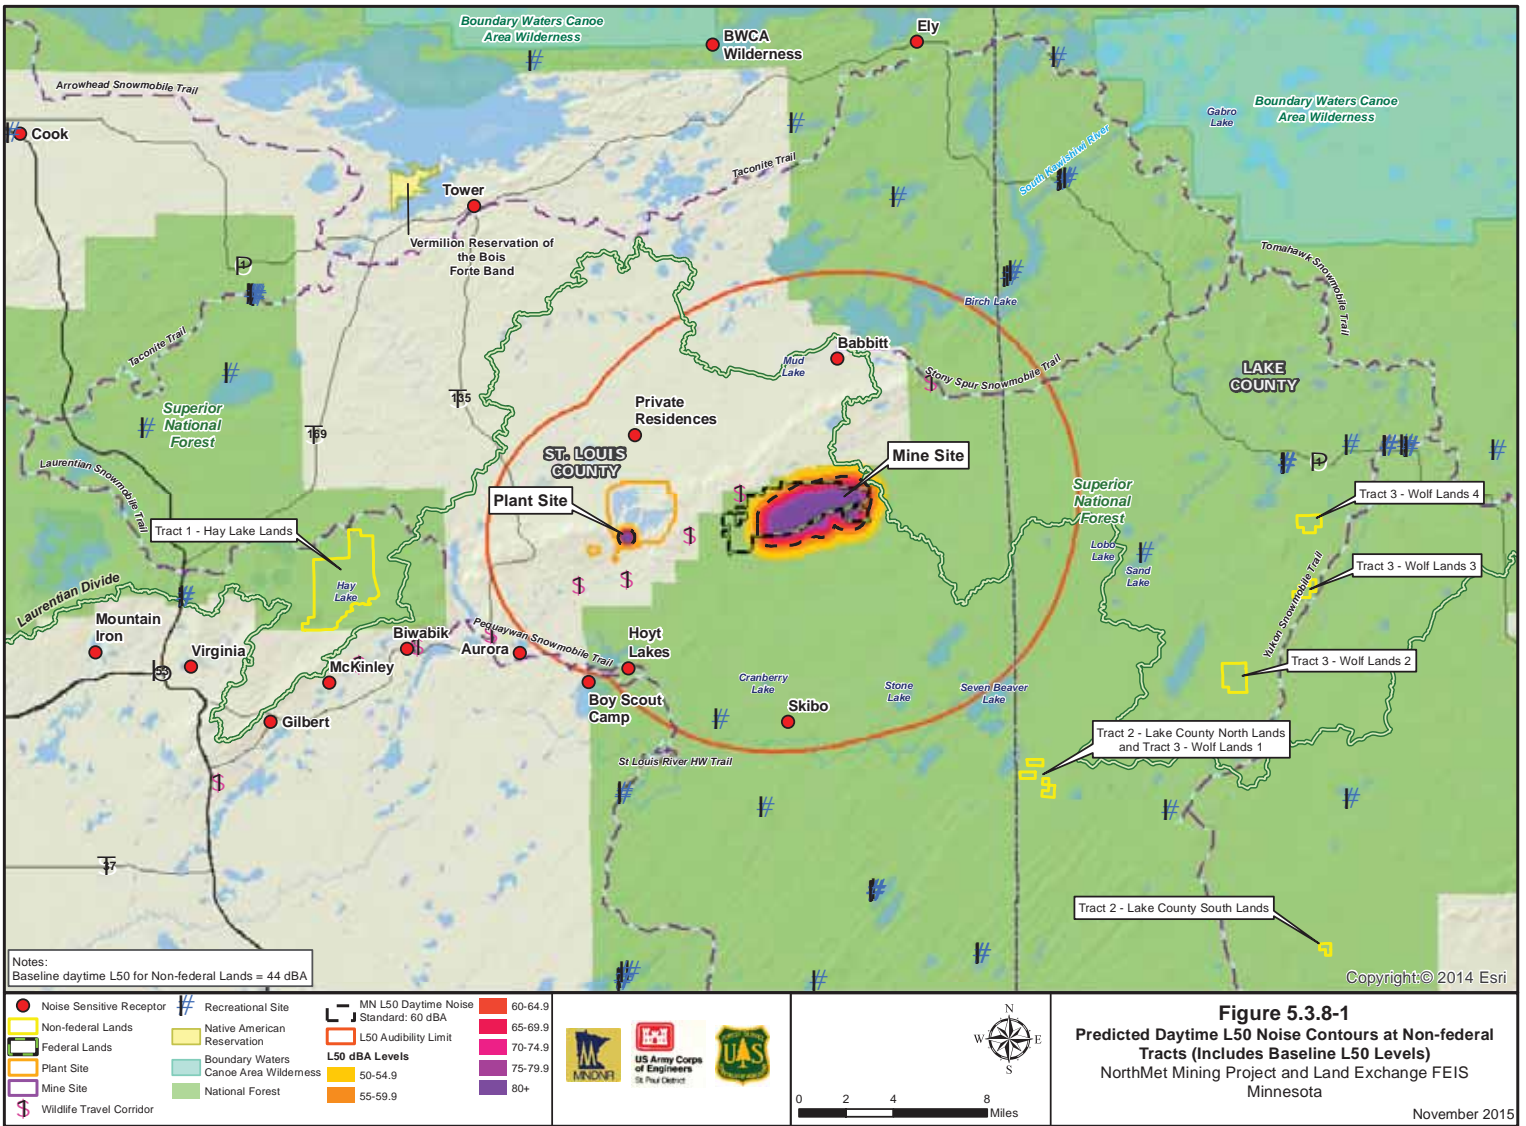 Boundary Waters Canoe
Area Wilderness
BWCA
Wilderness
Ely
Arrowhead Snowmobile Trail
Cook
Boundary Waters Canoe
Area Wilderness
Gabro
Lake
South Kawishiwi River
Taconite Trail
Tower
Vermilion Reservation of
the Bois
Forte Band
Tomahawk Snowmobile Trail
Birch Lake
Taconite Trail
Babbitt
Mud
Lake
Stony Spur Snowmobile Trail
LAKE
COUNTY
135
Superior
National
Forest
169
Private
Residences
ST. LOUIS
COUNTY
Mine Site
Laurentian Snowmobile Trail
Plant Site
Superior
National
Forest
Tract 3 - Wolf Lands 4
Tract 1 - Hay Lake Lands
Lobo
Lake
Sand
Lake
Tract 3 - Wolf Lands 3
Yukon Snowmobile Trail
Hay
Lake
Laurentian Divide
Mountain
Iron
Virginia
Biwabik
Pequaywan Snowmobile Trail
Aurora
Hoyt
Lakes
53
McKinley
Tract 3 - Wolf Lands 2
Cranberry
Lake
Stone
Lake
Seven Beaver
Lake
Boy Scout
Camp
Skibo
Gilbert
Tract 2 - Lake County North Lands
and Tract 3 - Wolf Lands 1
St Louis River HW Trail
37
Tract 2 - Lake County South Lands
Notes:
Baseline daytime L50 for Non-federal Lands = 44 dBA
Copyright:© 2014 Esri
Noise Sensitive Receptor
Non-federal Lands
Federal Lands
Plant Site
Mine Site
Wildlife Travel Corridor
Recreational Site
Native American
Reservation
Boundary Waters
Canoe Area Wilderness
National Forest
MN L50 Daytime Noise
Standard: 60 dBA
L50 Audibility Limit
L50 dBA Levels
50-54.9
55-59.9
60-64.9
65-69.9
70-74.9
75-79.9
80+
MNDNR
US Army Corps
of Engineers
St. Paul District
UAS
N
W
E
S
0 2 4 8
Miles
Figure 5.3.8-1
Predicted Daytime L50 Noise Contours at Non-federal
Tracts (Includes Baseline L50 Levels)
NorthMet Mining Project and Land Exchange FEIS
Minnesota
November 2015